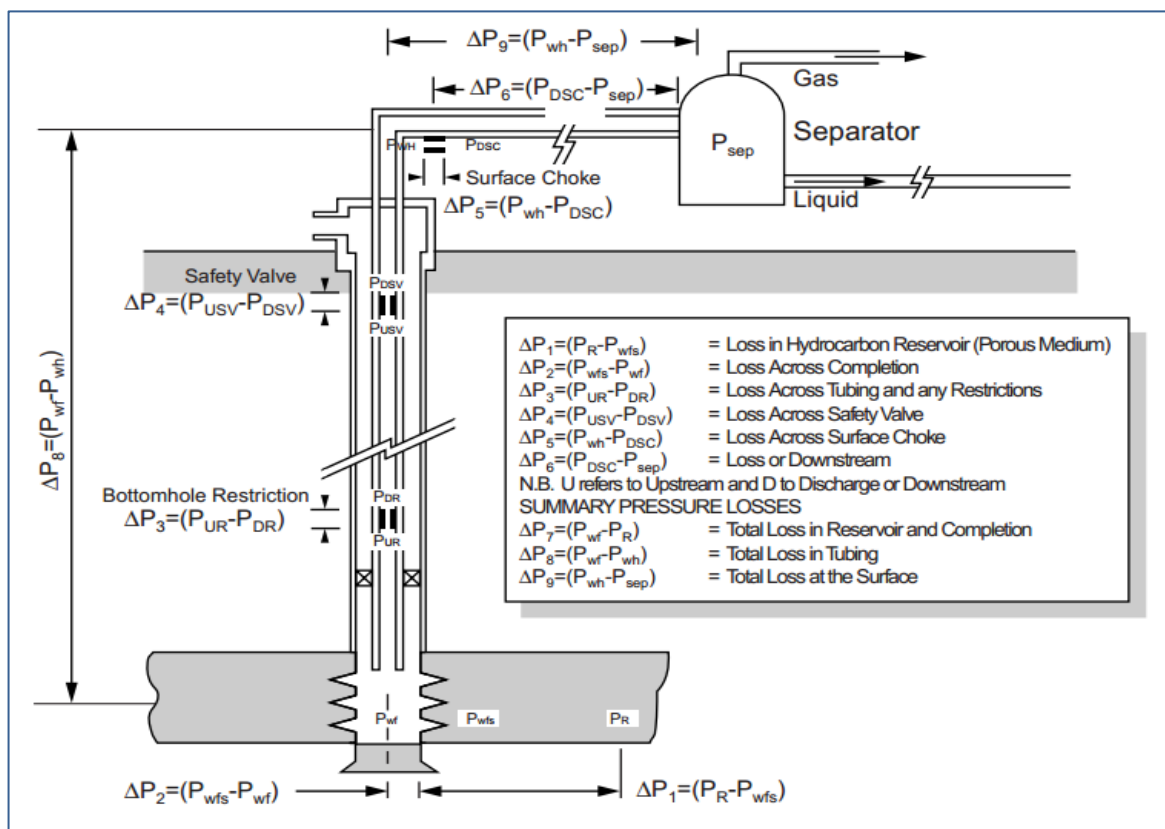 ΔP9=(Pwh-Psep)
ΔP6=(PDSC-Psep)
Gas
Separator
Psep
Liquid
PWH
PDSC
Surface Choke
ΔP5=(Pwh-PDSC)
Safety Valve
ΔP4=(PUSV-PDSV)
PDSV
PUSV
ΔP8=(Pwf-Pwh)
Bottomhole Restriction
ΔP3=(PUR-PDR)
PDR
PUR
ΔP1=(PR-Pwfs) = Loss in Hydrocarbon Reservoir (Porous Medium)
ΔP2=(Pwfs-Pwf) = Loss Across Completion
ΔP3=(PUR-PDR) = Loss Across Tubing and any Restrictions
ΔP4=(PUSV-PDSV) = Loss Across Safety Valve
ΔP5=(Pwh-PDSC) = Loss Across Surface Choke
ΔP6=(PDSC-Psep) = Loss or Downstream
N.B. U refers to Upstream and D to Discharge or Downstream
SUMMARY PRESSURE LOSSES
ΔP7=(Pwf-PR) = Total Loss in Reservoir and Completion
ΔP8=(Pwf-Pwh) = Total Loss in Tubing
ΔP9=(Pwh-Psep) = Total Loss at the Surface
Pwf
Pwfs
PR
ΔP2=(Pwfs-Pwf)
ΔP1=(PR-Pwfs)